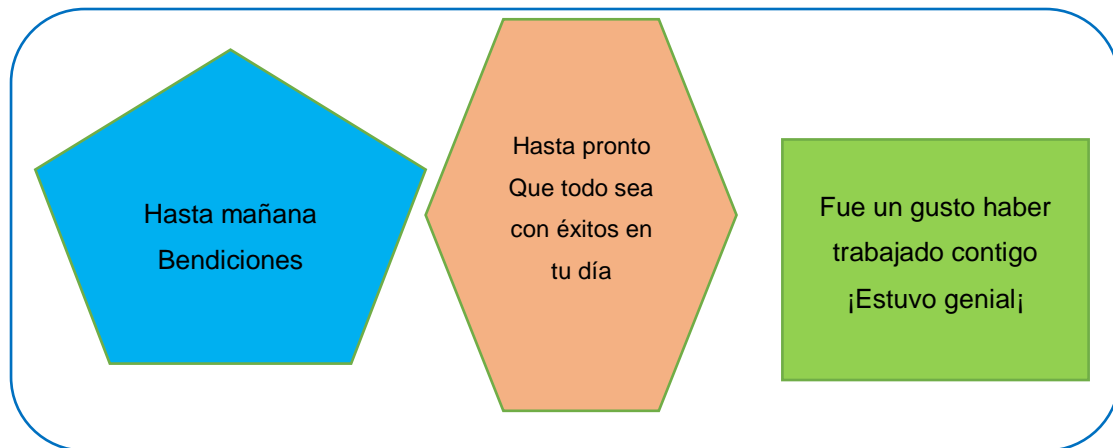 Hasta mañana
Bendiciones
Hasta pronto
Que todo sea
con éxitos en
tu día
Fue un gusto haber
trabajado contigo
¡Estuvo genial¡